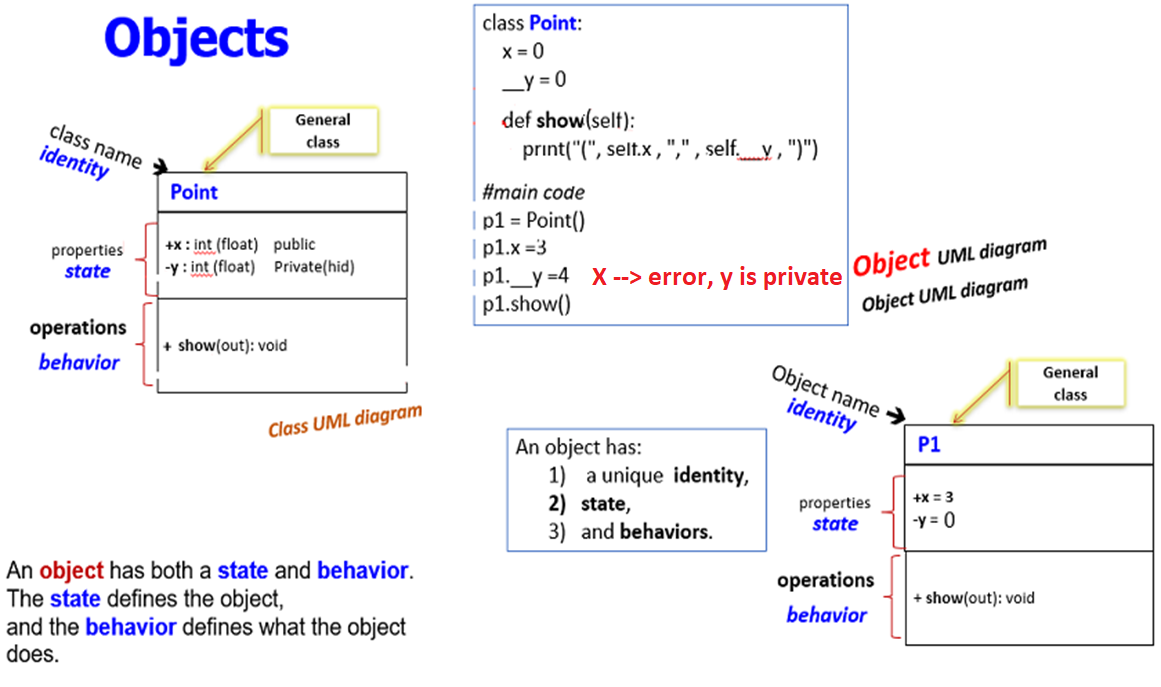 Objects
General
class
class name
identity
Point
properties
state
+x : int (float) public
-y : int (float) Private(hid)
operations
behavior
+ show(out): void
Class UML diagram
class Point:
x = 0
__y = 0
def show(self):
print("(", self.x , "," , self.__y , ")")
#main code
p1 = Point()
p1.x =3
p1.__y =4 X --> error, y is private
p1.show()
Object UML diagram
Object UML diagram
An object has:
1) a unique identity,
2) state,
3) and behaviors.
General
class
Object name
identity
P1
properties
state
+x = 3
-y = 0
operations
behavior
+ show(out): void
An object has both a state and behavior.
The state defines the object,
and the behavior defines what the object
does.